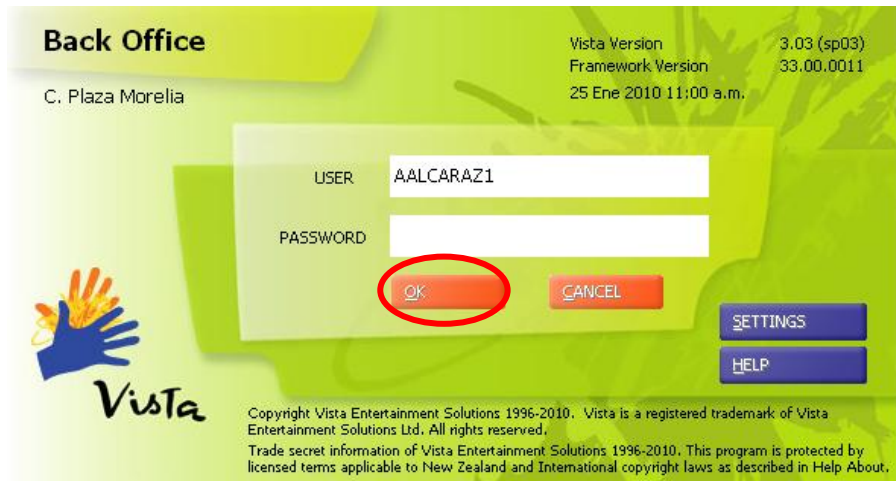 Back Office
Vista Version 3.03 (sp03)
Framework Version 33.00.0011
C. Plaza Morelia
25 Ene 2010 11:00 a.m.
USER AALCARAZ1
PASSWORD
OK CANCEL
SETTINGS
HELP
Vista
Copyright Vista Entertainment Solutions 1996-2010. Vista is a registered trademark of Vista
Entertainment Solutions Ltd. All rights reserved.
Trade secret information of Vista Entertainment Solutions 1996-2010. This program is protected by
licensed terms applicable to New Zealand and International copyright laws as described in Help About.